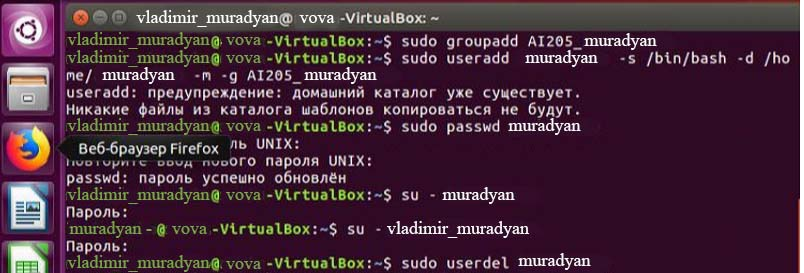 vladimir_muradyan@ vova -VirtualBox: ~
vladimir_muradyan@ vova -VirtualBox:~$ sudo groupadd AI205_muradyan
vladimir_muradyan@ vova -VirtualBox:~$ sudo useradd muradyan -s /bin/bash -d /ho
me/ muradyan -m -g AI205_muradyan
useradd: предупреждение: домашний каталог уже существует.
Никакие файлы из каталога шаблонов копироваться не будут.
vladimir_muradyan@ vova -VirtualBox:~$ sudo passwd muradyan
UNIX:
Веб-браузер Firefox
Повторите ввод нового пароля UNIX:
passwd: пароль успешно обновлён
vladimir_muradyan@ vova -VirtualBox:~$ su - muradyan
Пароль:
muradyan -@ vova -VirtualBox:~$ su - vladimir_muradyan
Пароль:
vladimir_muradyan@ vova -VirtualBox:~$ sudo userdel muradyan